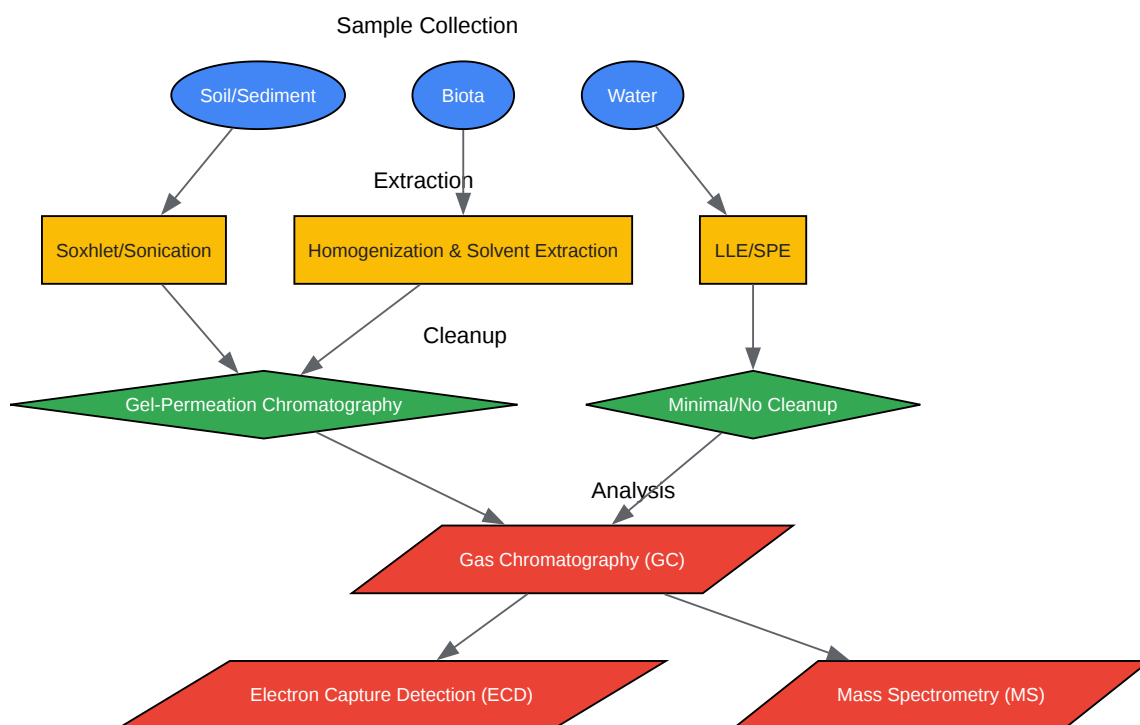 Sample Collection
Soil/Sediment
Biota
Water
Extraction
Soxhlet/Sonication
Homogenization & Solvent Extraction
LLE/SPE
Cleanup
Gel-Permeation Chromatography
Minimal/No Cleanup
Analysis
Gas Chromatography (GC)
Electron Capture Detection (ECD)
Mass Spectrometry (MS)